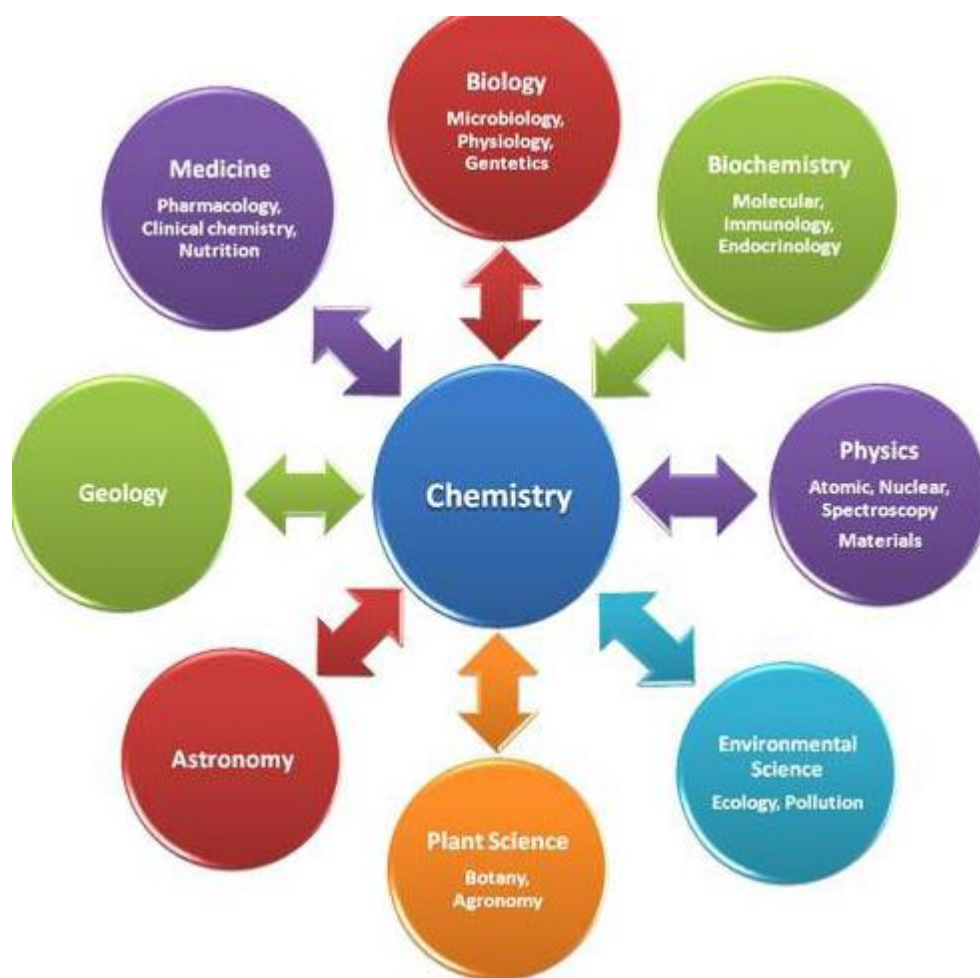 Biology
Microbiology,
Physiology,
Gentetics
Medicine
Pharmacology,
Clinical chemistry,
Nutrition
Biochemistry
Molecular,
Immunology,
Endocrinology
Geology
Chemistry
Physics
Atomic, Nuclear,
Spectroscopy
Materials
Astronomy
Plant Science
Botany,
Agronomy
Environmental
Science
Ecology, Pollution